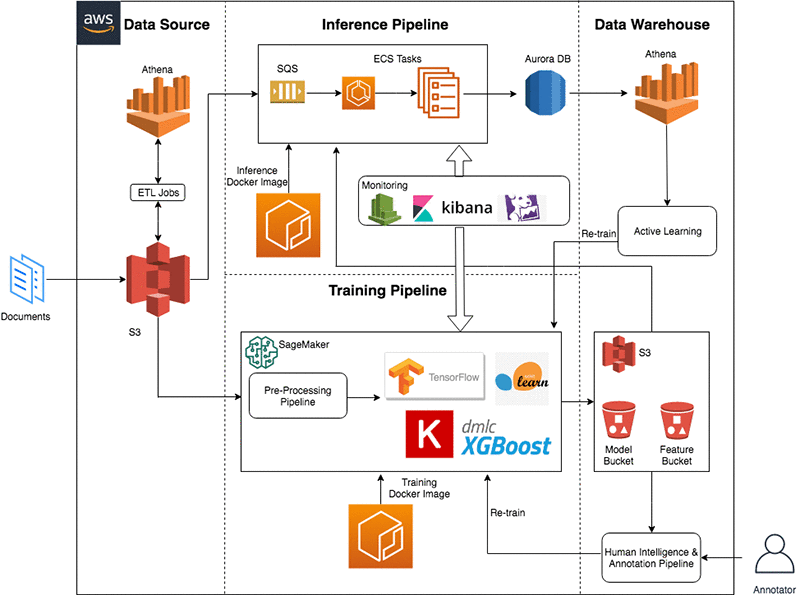 aws
Data Source
Inference Pipeline
Data Warehouse
Athena
SQS
ECS Tasks
Aurora DB
Athena
ETL Jobs
Inference
Docker Image
Monitoring
kibana
Re-train
Active Learning
Documents
S3
Training Pipeline
SageMaker
Pre-Processing
Pipeline
TensorFlow
learn
K
dmlc
XGBoost
S3
Model
Bucket
Feature
Bucket
Training
Docker Image
Re-train
Human Intelligence &
Annotation Pipeline
Annotator